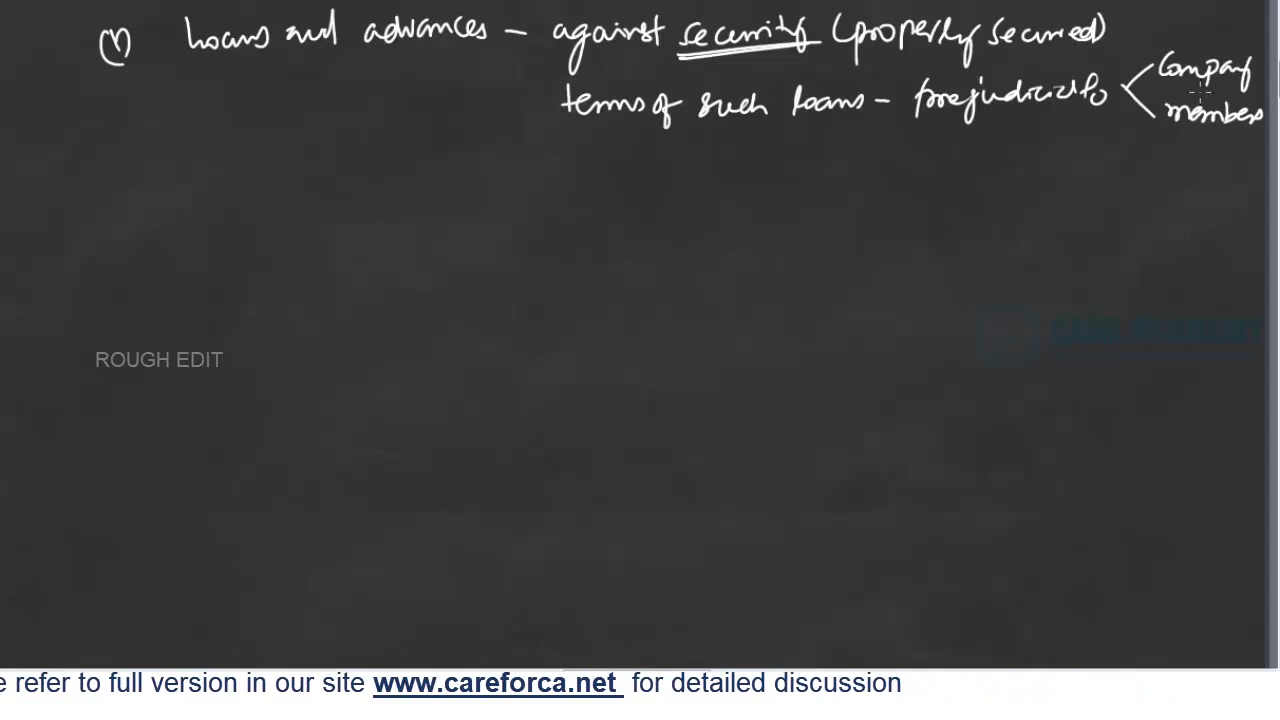 (1) Loans and advances – against security (properly secured)
terms of such loans – prejudicial to
Company
members
ROUGH EDIT
e refer to full version in our site www.careforca.net for detailed discussion